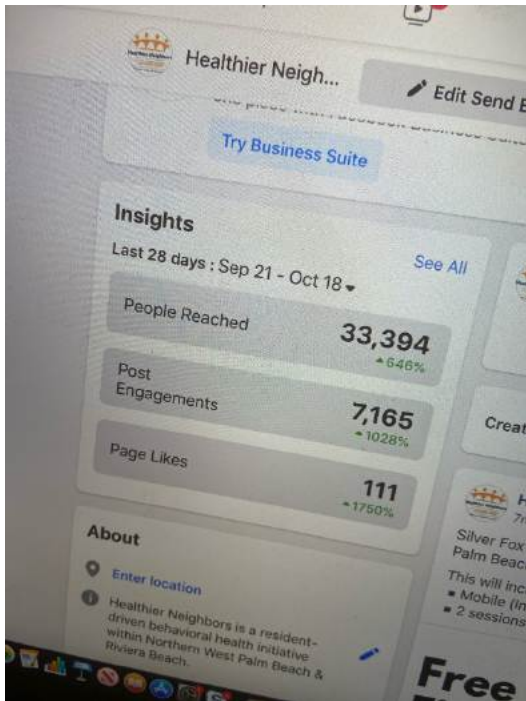 Healthier Neigh...
Edit Send
Try Business Suite
Insights
Last 28 days : Sep 21 - Oct 18
See All
People Reached
33,394
646%
Post
Engagements
7,165
1028%
Page Likes
111
1750%
Creat
About
Enter location
Healthier Neighbors is a resident-
driven behavioral health initiative
within Northern West Palm Beach &
Riviera Beach.
Silver Fox
Palm Beac
This will inc
▪ Mobile (in
▪ 2 sessions
Free